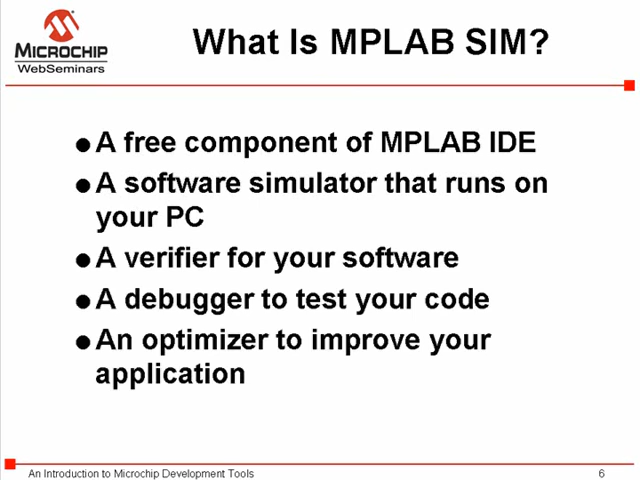 MICROCHIP
WebSeminars
What Is MPLAB SIM?
● A free component of MPLAB IDE
● A software simulator that runs on
your PC
● A verifier for your software
● A debugger to test your code
● An optimizer to improve your
application
An Introduction to Microchip Development Tools
6